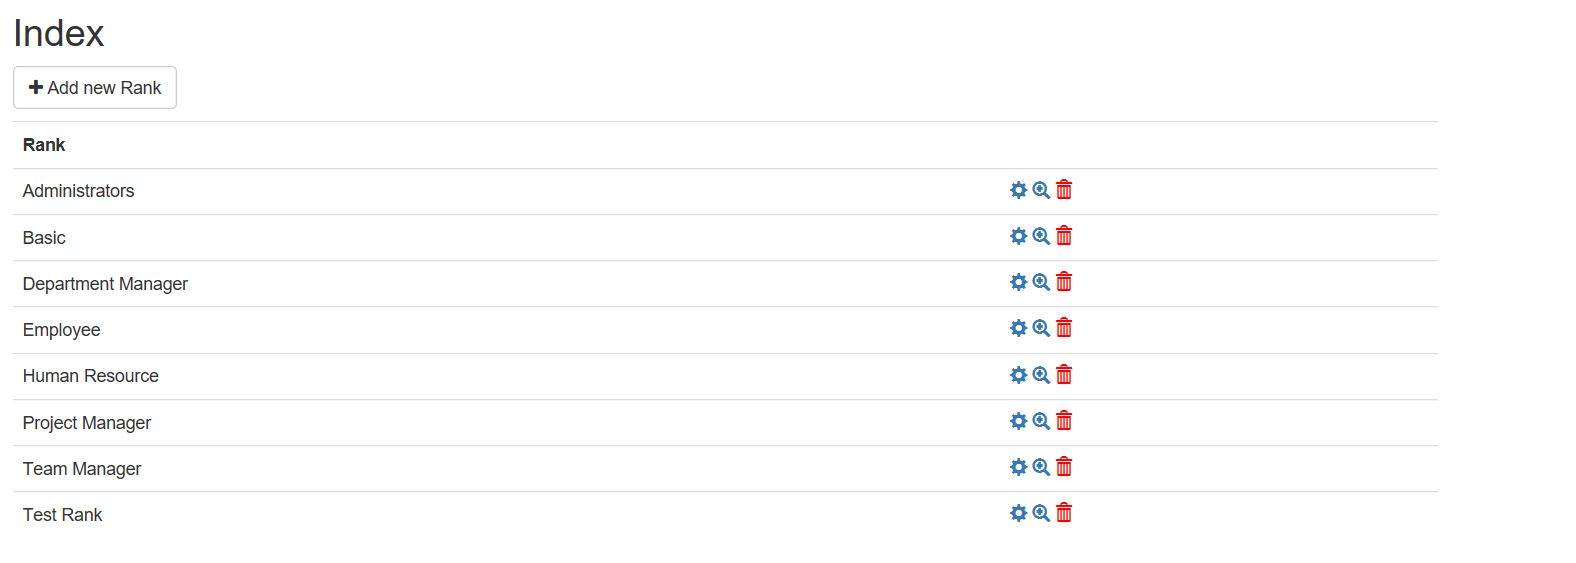 Index
Add new Rank
Rank
Administrators
Basic
Department Manager
Employee
Human Resource
Project Manager
Team Manager
Test Rank